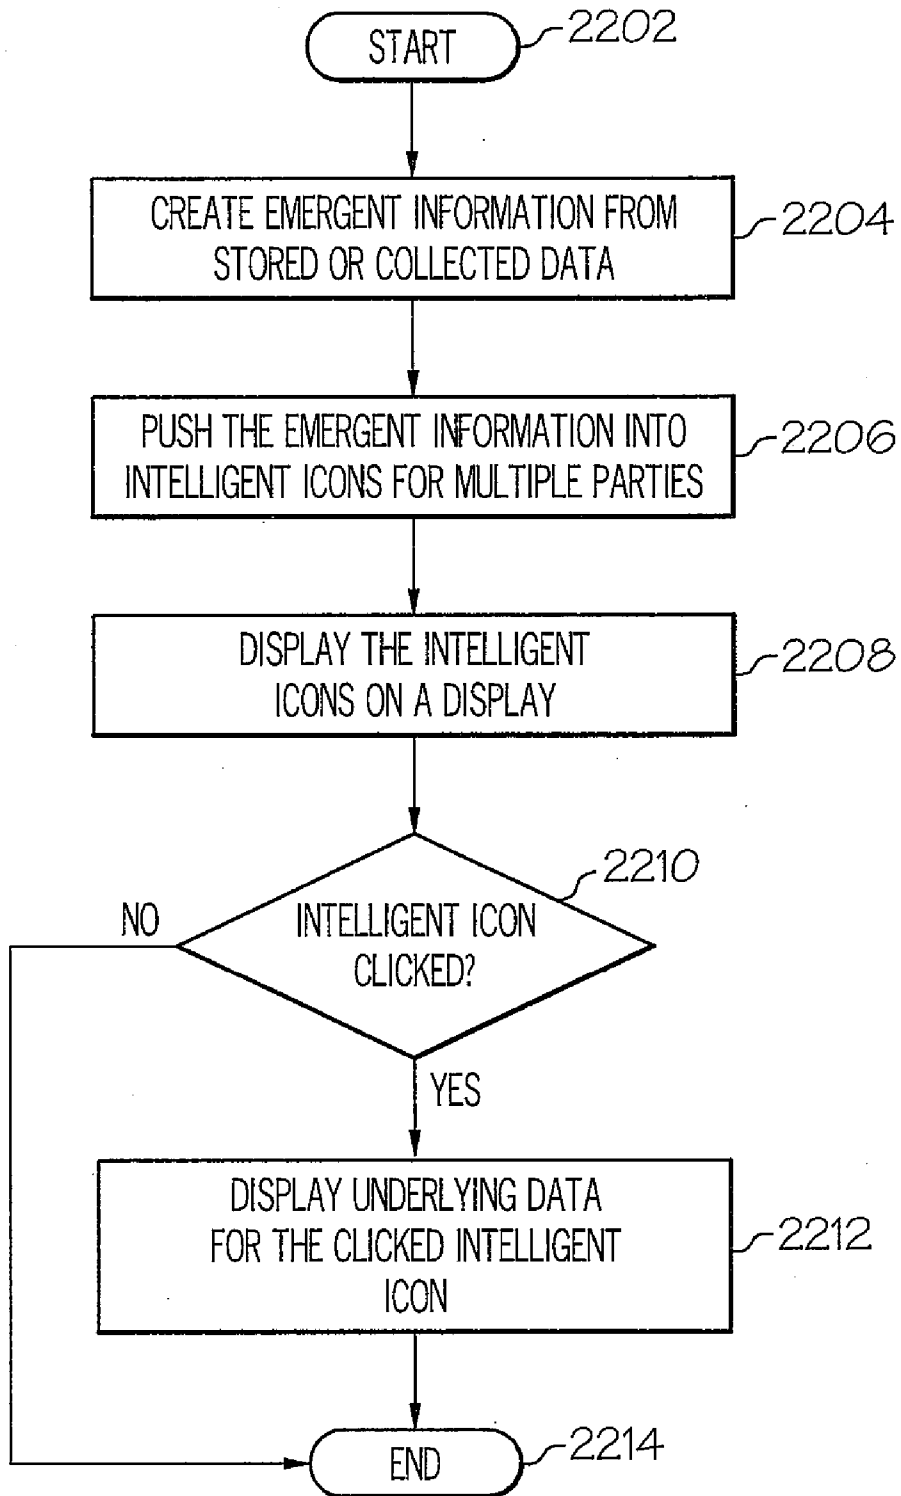 START
2202
CREATE EMERGENT INFORMATION FROM
STORED OR COLLECTED DATA
2204
PUSH THE EMERGENT INFORMATION INTO
INTELLIGENT ICONS FOR MULTIPLE PARTIES
2206
DISPLAY THE INTELLIGENT
ICONS ON A DISPLAY
2208
2210
NO
INTELLIGENT ICON
CLICKED?
YES
DISPLAY UNDERLYING DATA
FOR THE CLICKED INTELLIGENT
ICON
2212
END
2214